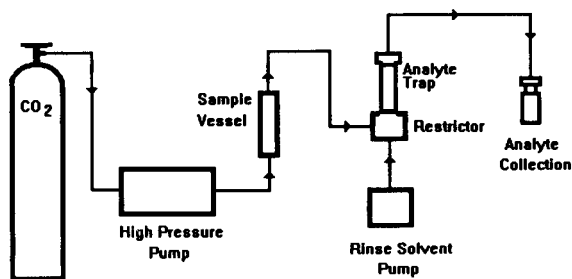 CO2
High Pressure
Pump
Sample
Vessel
Analyte
Trap
Restrictor
Rinse Solvent
Pump
Analyte
Collection